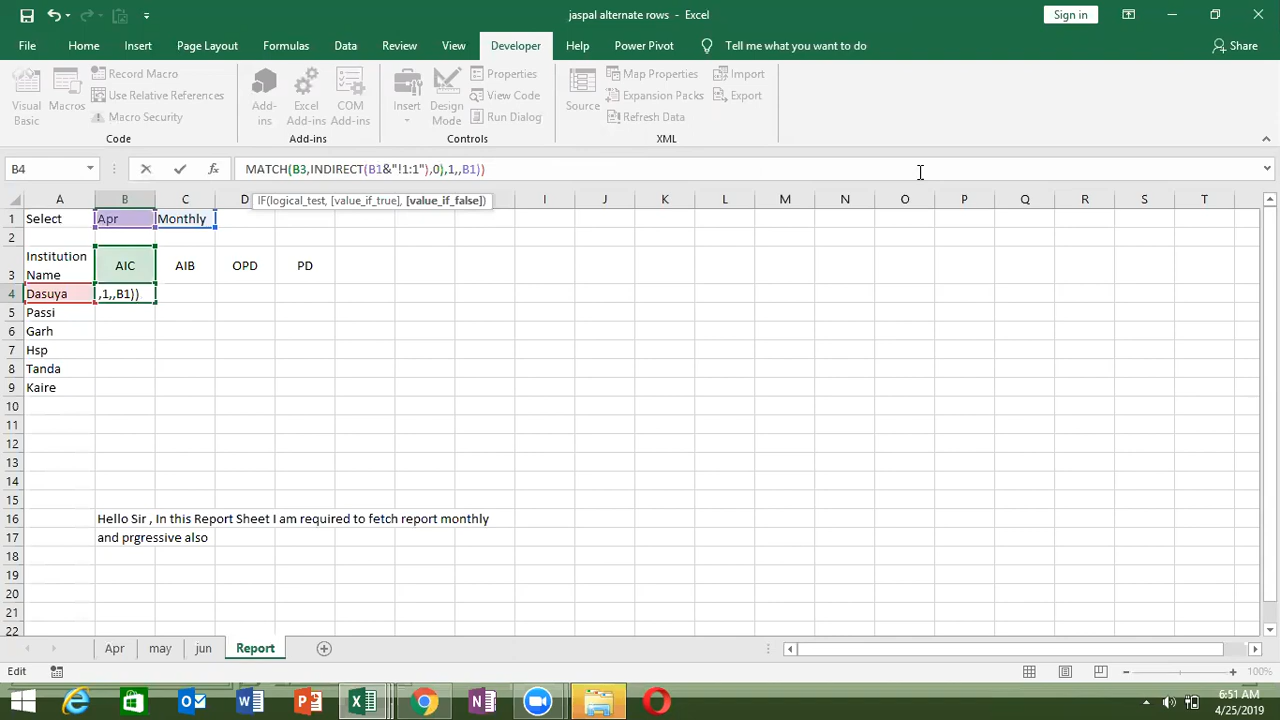 jaspal alternate rows - Excel
Sign in
File Home Insert Page Layout Formulas Data Review View Developer Help Power Pivot Tell me what you want to do Share
Visual Basic
Macros
Record Macro
Use Relative References
Macro Security
Code
Add-ins
Excel Add-ins
COM Add-ins
Add-ins
Insert
Design Mode
Properties
View Code
Run Dialog
Controls
Source
Map Properties
Expansion Packs
Refresh Data
Import
Export
XML
B4
MATCH(B3,INDIRECT(B1&"!1:1"),0),1,,B1))
IF(logical_test, [value_if_true], [value_if_false])
A B C D I J K L M N O P Q R S T
1 Select Apr Monthly
2
3 Institution Name AIC AIB OPD PD
4 Dasuya ,1,,B1))
5 Passi
6 Garh
7 Hsp
8 Tanda
9 Kaire
10
11
12
13
14
15
16 Hello Sir , In this Report Sheet I am required to fetch report monthly
17 and prgressive also
18
19
20
21
22
Apr may jun Report
Edit
100%
6:51 AM
4/25/2019